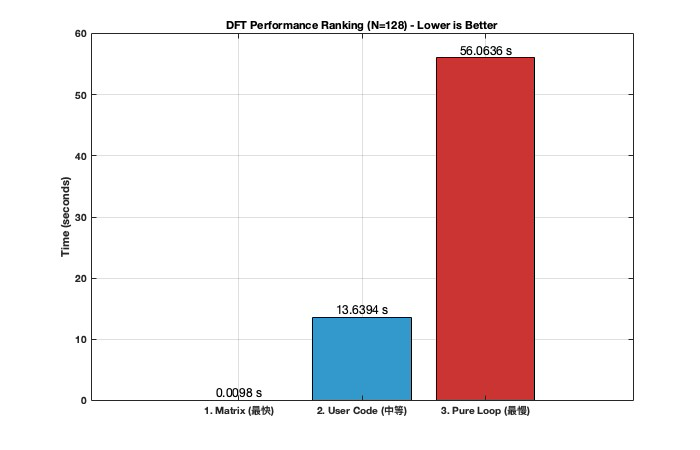 DFT Performance Ranking (N=128) - Lower is Better
Time (seconds)
60
50
40
30
20
10
0
0.0098 s
13.6394 s
56.0636 s
1. Matrix (最快)
2. User Code (中等)
3. Pure Loop (最慢)